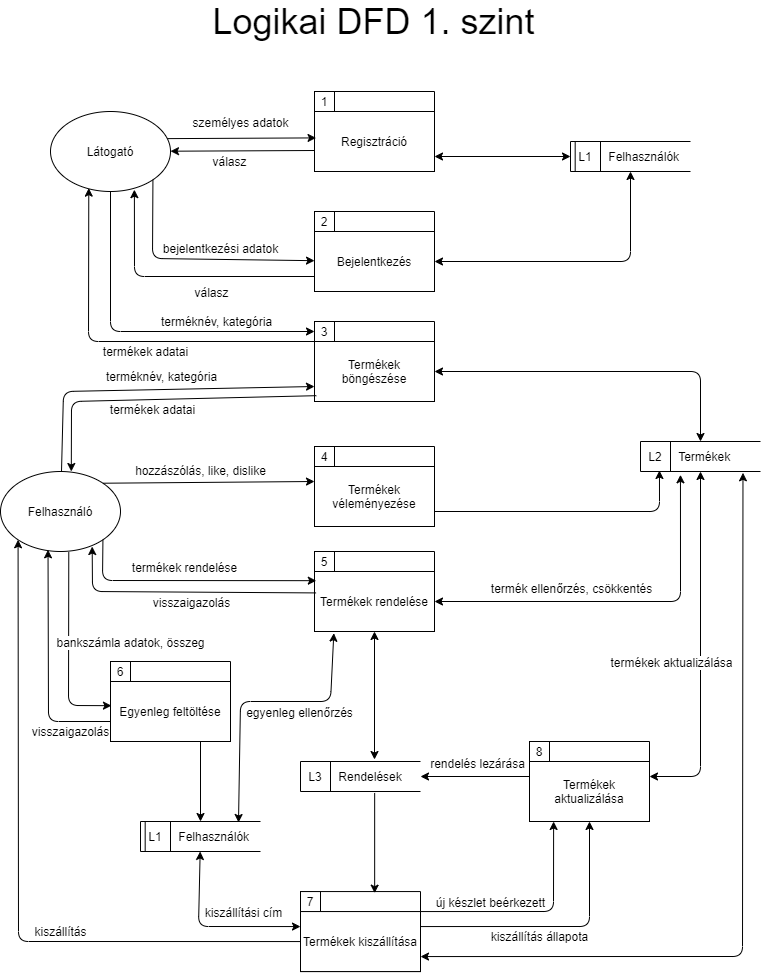 Logikai DFD 1. szint
1
személyes adatok
Regisztráció
Látogató
válasz
L1
Felhasználók
2
bejelentkezési adatok
Bejelentkezés
válasz
terméknév, kategória
3
termékek adatai
Termékek
böngészése
terméknév, kategória
termékek adatai
4
L2
Termékek
hozzászólás, like, dislike
Termékek
véleményezése
Felhasználó
5
termékek rendelése
visszaigazolás
Termékek rendelése
termék ellenőrzés, csökkentés
bankszámla adatok, összeg
termékek aktualizálása
6
Egyenleg feltöltése
egyenleg ellenőrzés
visszaigazolás
8
rendelés lezárása
L3
Rendelések
Termékek
aktualizálása
L1
Felhasználók
7
új készlet beérkezett
kiszállítási cím
kiszállítás
Termékek kiszállítása
kiszállítás állapota